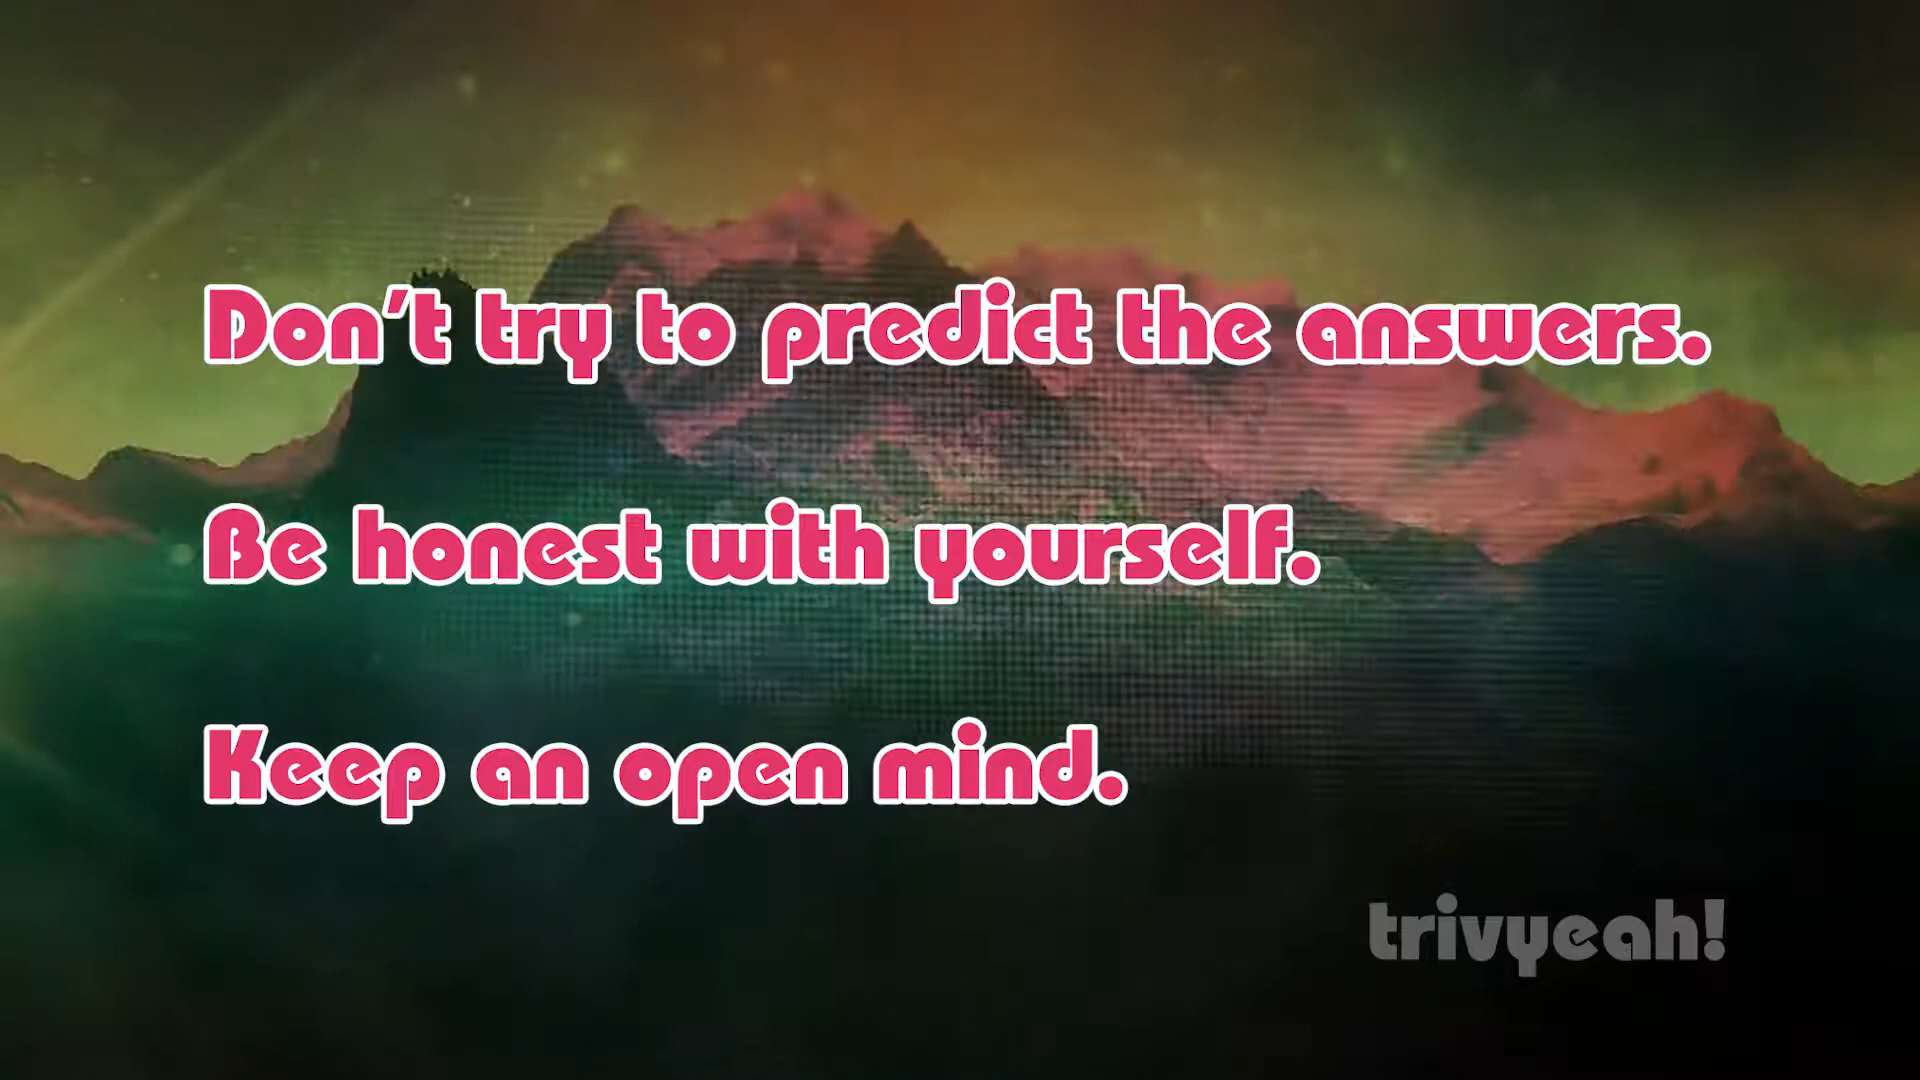 Don't try to predict the answers.
Be honest with yourself.
Keep an open mind.
trivyeah!